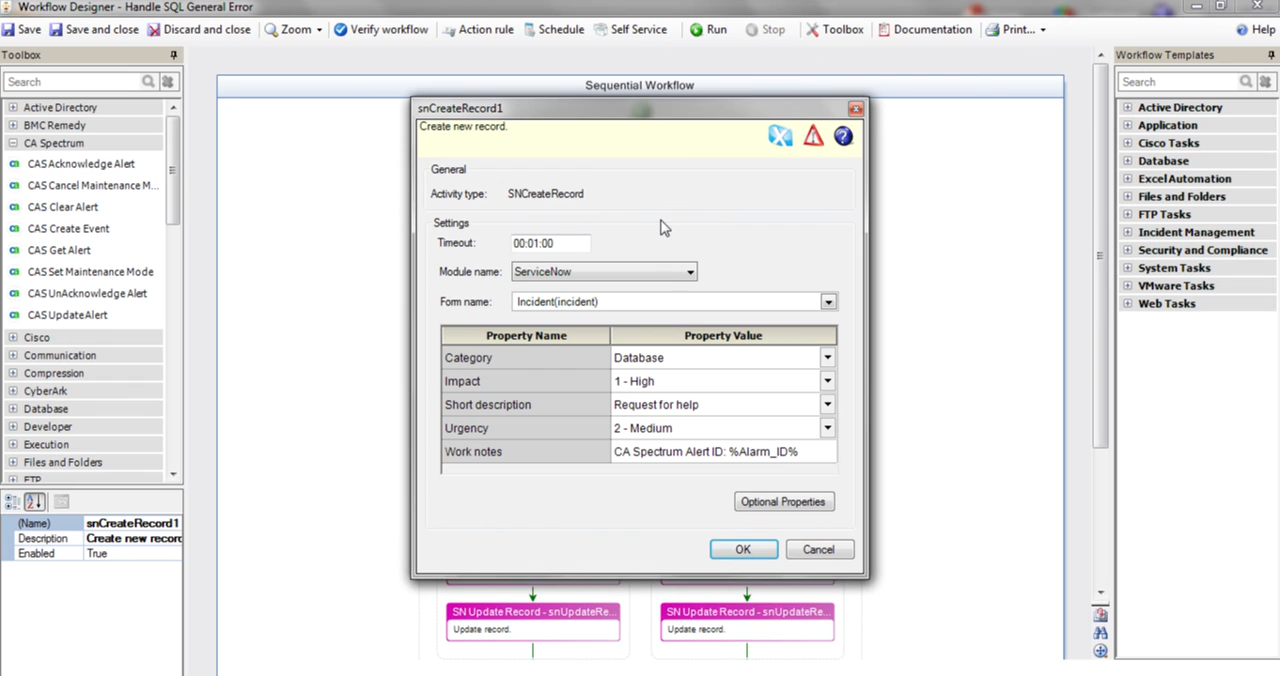 Workflow Designer - Handle SQL General Error
Save Save and close Discard and close Zoom Verify workflow Action rule Schedule Self Service Run Stop Toolbox Documentation Print... Help
Toolbox
Search
Active Directory
BMC Remedy
CA Spectrum
CAS Acknowledge Alert
CAS Cancel Maintenance M...
CAS Clear Alert
CAS Create Event
CAS Get Alert
CAS Set Maintenance Mode
CAS UnAcknowledge Alert
CAS Update Alert
Cisco
Communication
Compression
CyberArk
Database
Developer
Execution
Files and Folders
FTP
(Name) snCreateRecord1
Description Create new record
Enabled True
Sequential Workflow
snCreateRecord1
Create new record.
General
Activity type: SNCreateRecord
Settings
Timeout: 00:01:00
Module name: ServiceNow
Form name: Incident(incident)
Property Name Property Value
Category Database
Impact 1 - High
Short description Request for help
Urgency 2 - Medium
Work notes CA Spectrum Alert ID: %Alarm_ID%
Optional Properties
OK Cancel
SN Update Record - snUpdateRe... SN Update Record - snUpdateRe...
Update record. Update record.
Workflow Templates
Search
Active Directory
Application
Cisco Tasks
Database
Excel Automation
Files and Folders
FTP Tasks
Incident Management
Security and Compliance
System Tasks
VMware Tasks
Web Tasks